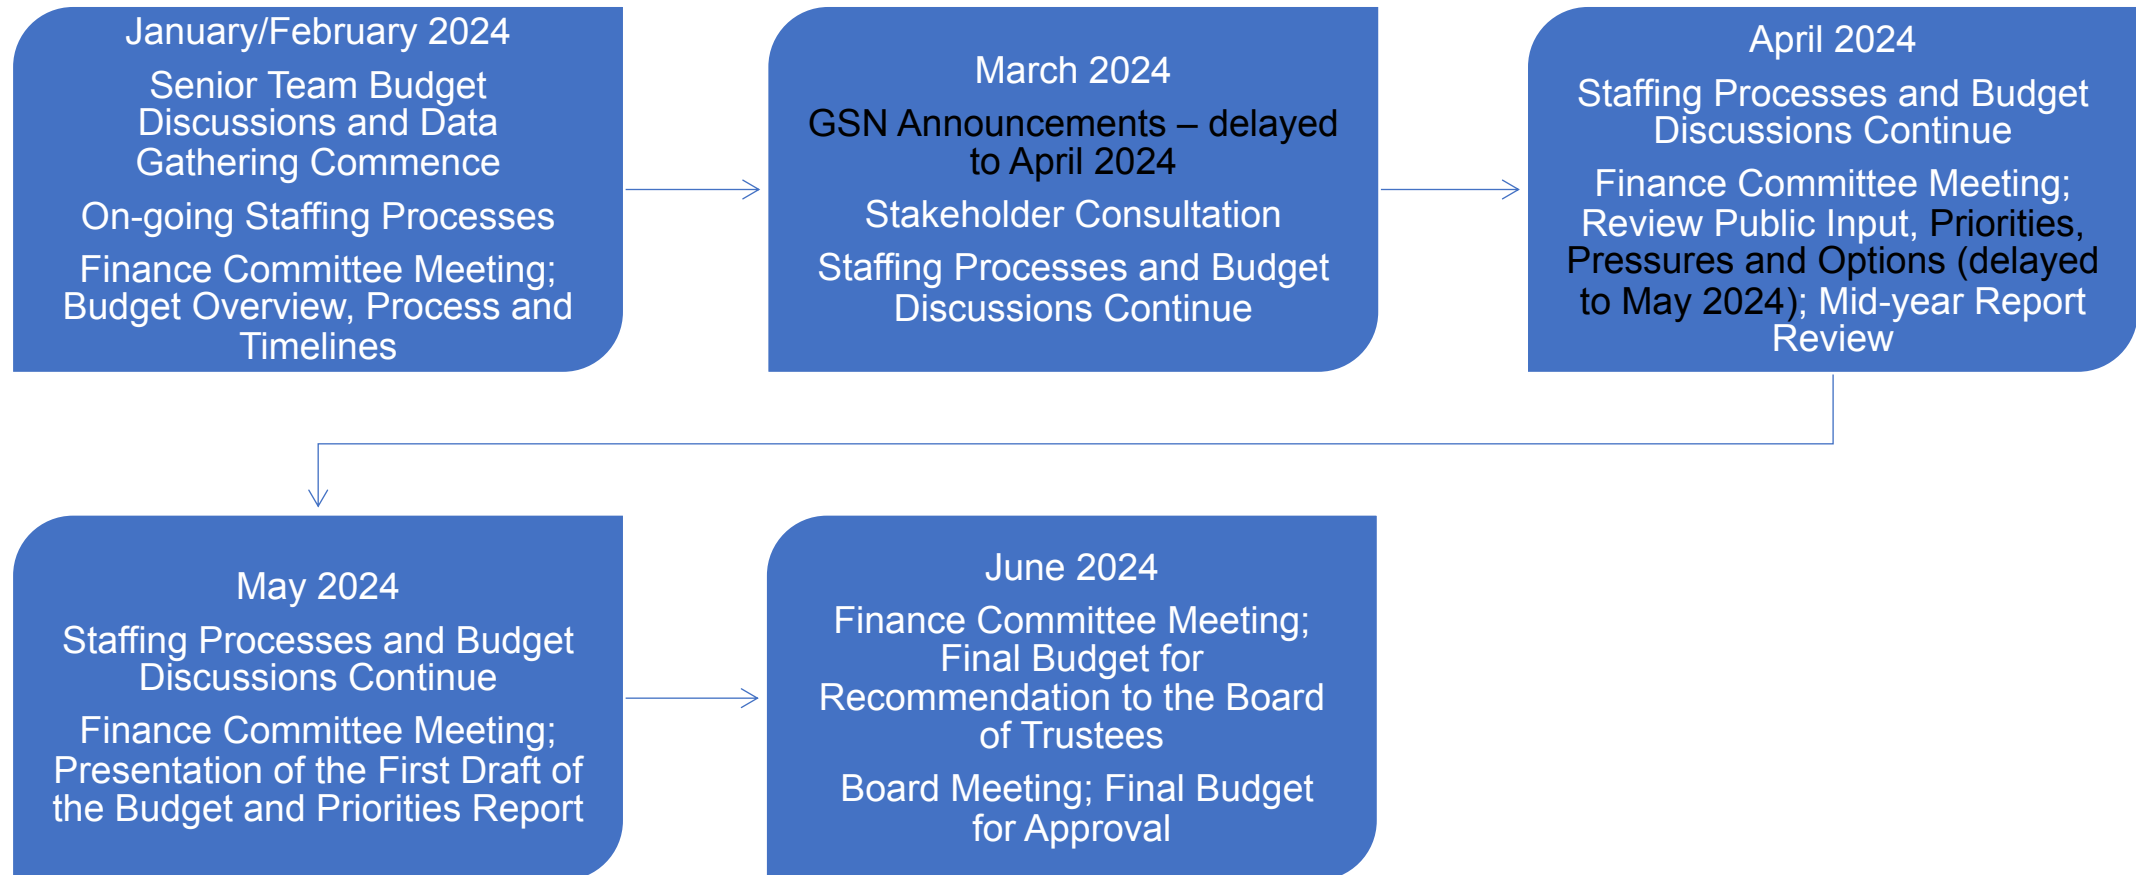 January/February 2024
Senior Team Budget
Discussions and Data
Gathering Commence
On-going Staffing Processes
Finance Committee Meeting;
Budget Overview, Process and
Timelines
March 2024
GSN Announcements – delayed
to April 2024
Stakeholder Consultation
Staffing Processes and Budget
Discussions Continue
April 2024
Staffing Processes and Budget
Discussions Continue
Finance Committee Meeting;
Review Public Input, Priorities,
Pressures and Options (delayed
to May 2024); Mid-year Report
Review
May 2024
Staffing Processes and Budget
Discussions Continue
Finance Committee Meeting;
Presentation of the First Draft of
the Budget and Priorities Report
June 2024
Finance Committee Meeting;
Final Budget for
Recommendation to the Board
of Trustees
Board Meeting; Final Budget
for Approval